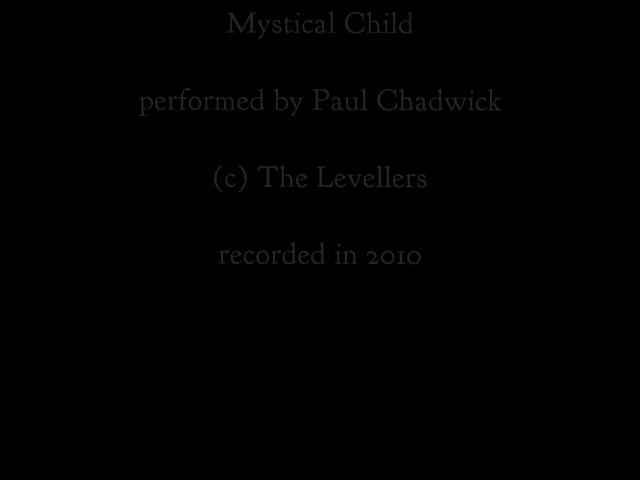 Mystical Child
performed by Paul Chadwick
(c) The Levellers
recorded in 2010